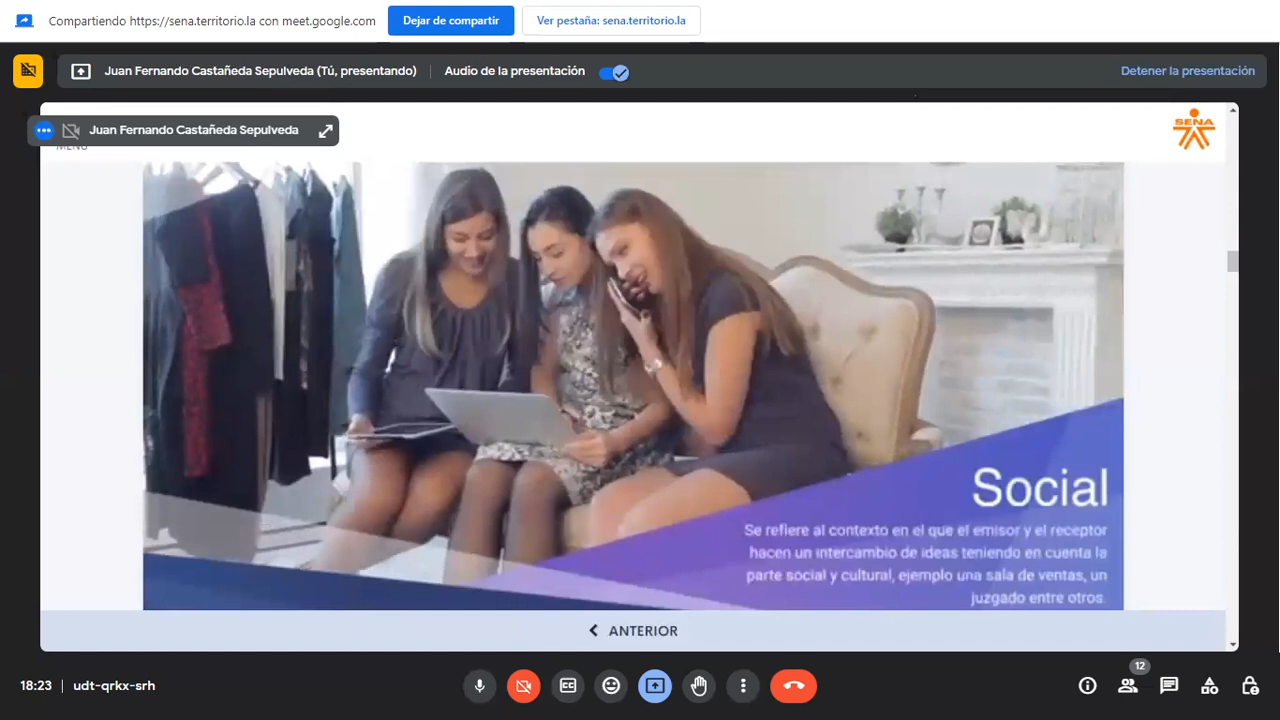 Compartiendo https://sena.territorio.la con meet.google.com
Dejar de compartir
Ver pestaña: sena.territorio.la
Juan Fernando Castañeda Sepulveda (Tú, presentando)
Audio de la presentación
Detener la presentación
Juan Fernando Castañeda Sepulveda
MENÚ
SENA
Social
Se refiere al contexto en el que el emisor y el receptor
hacen un intercambio de ideas teniendo en cuenta la
parte social y cultural, ejemplo una sala de ventas, un
juzgado entre otros.
ANTERIOR
18:23
udt-qrkx-srh
12